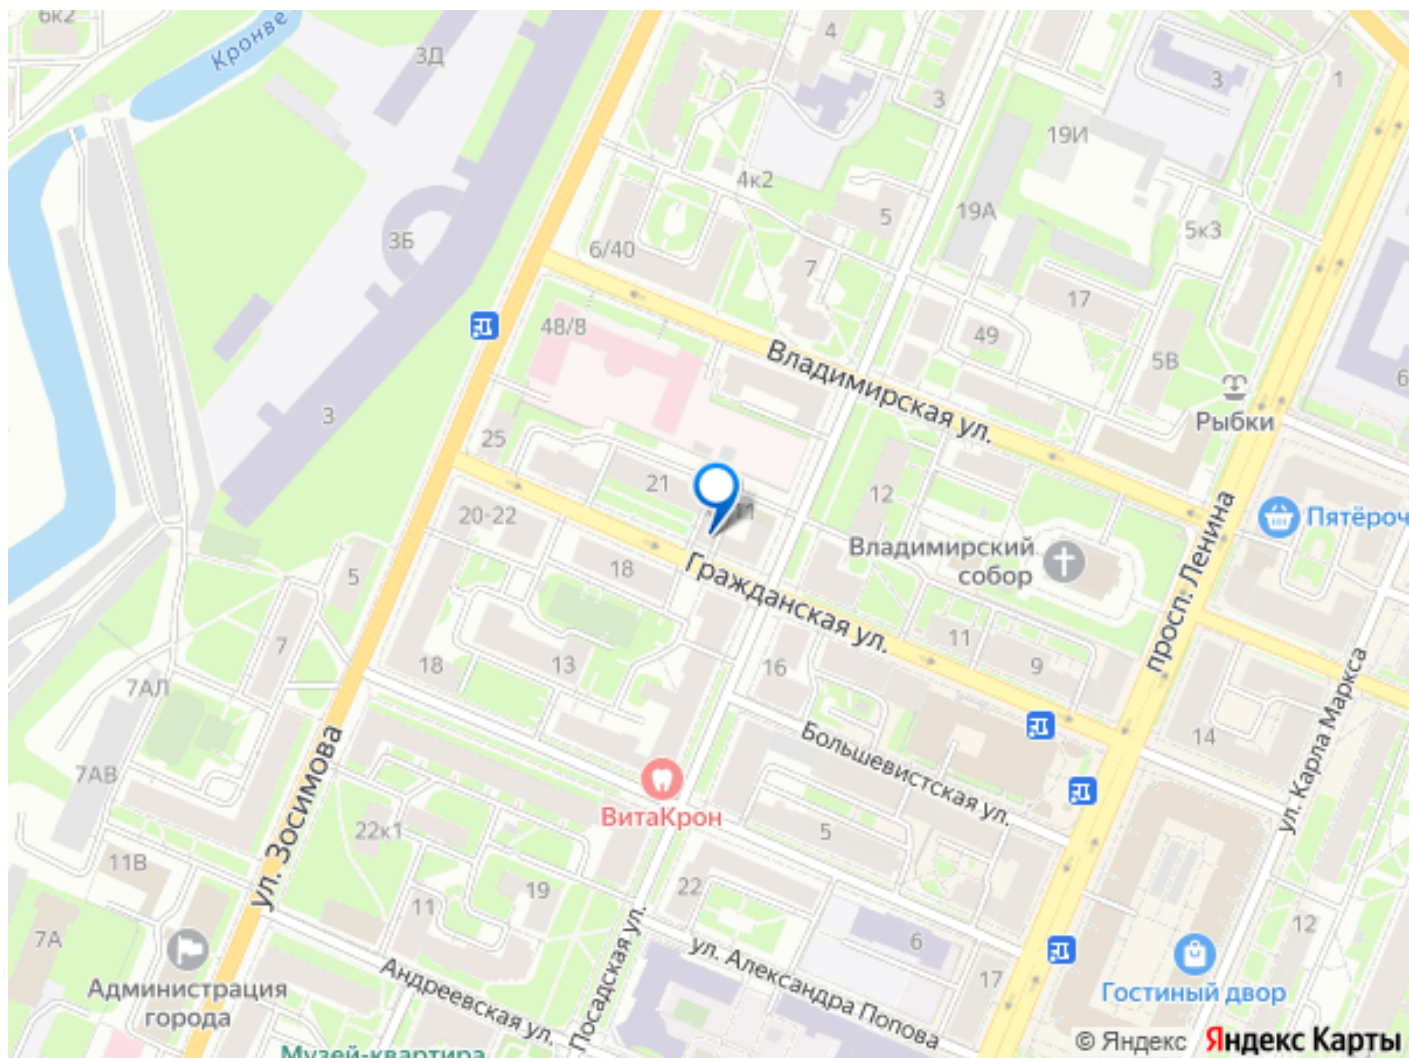 6к2
Кронве
3Д
4
3
3
1
19И
4к2
5
19А
5к3
3Б
6/40
7
17
48/8
49
5В
6
Владимирская ул.
Рыбки
3
25
21
12
11
20-22
Владимирский
собор
просп. Ленина
Пятёроч
5
18
Гражданская ул.
11
9
7
18
13
16
7АЛ
ул. Карла Маркса
14
Большевистская ул.
7АВ
ул. Зосимова
ВитаКрон
22к1
5
11В
19
22
11
12
7А
6
Посадская ул.
ул. Александра Попова
17
Администрация
города
Андреевская ул.
Гостиный двор
Музей-квартира
© Яндекс Яндекс Карты